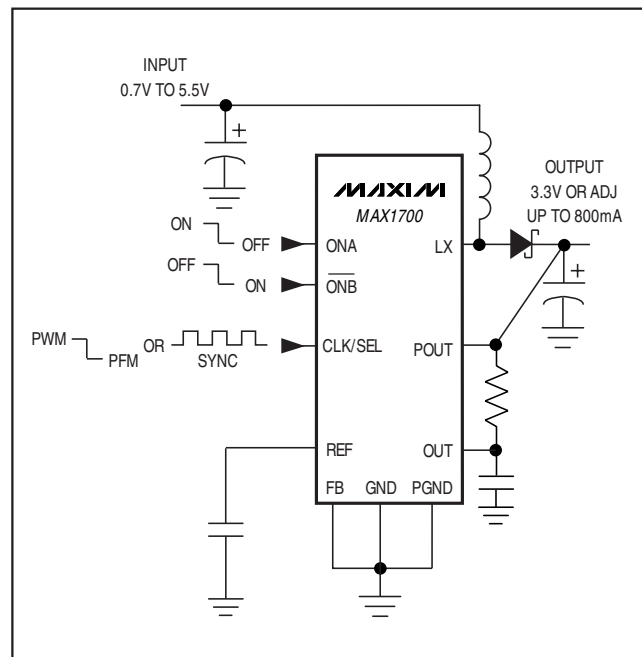 INPUT
0.7V TO 5.5V
+
OUTPUT
3.3V OR ADJ
UP TO 800mA
MAXIM
MAX1700
ON
OFF
ONA
LX
+
OFF
ON
ONB
PWM
PFM
OR
SYNC
CLK/SEL
POUT
REF
OUT
FB GND PGND